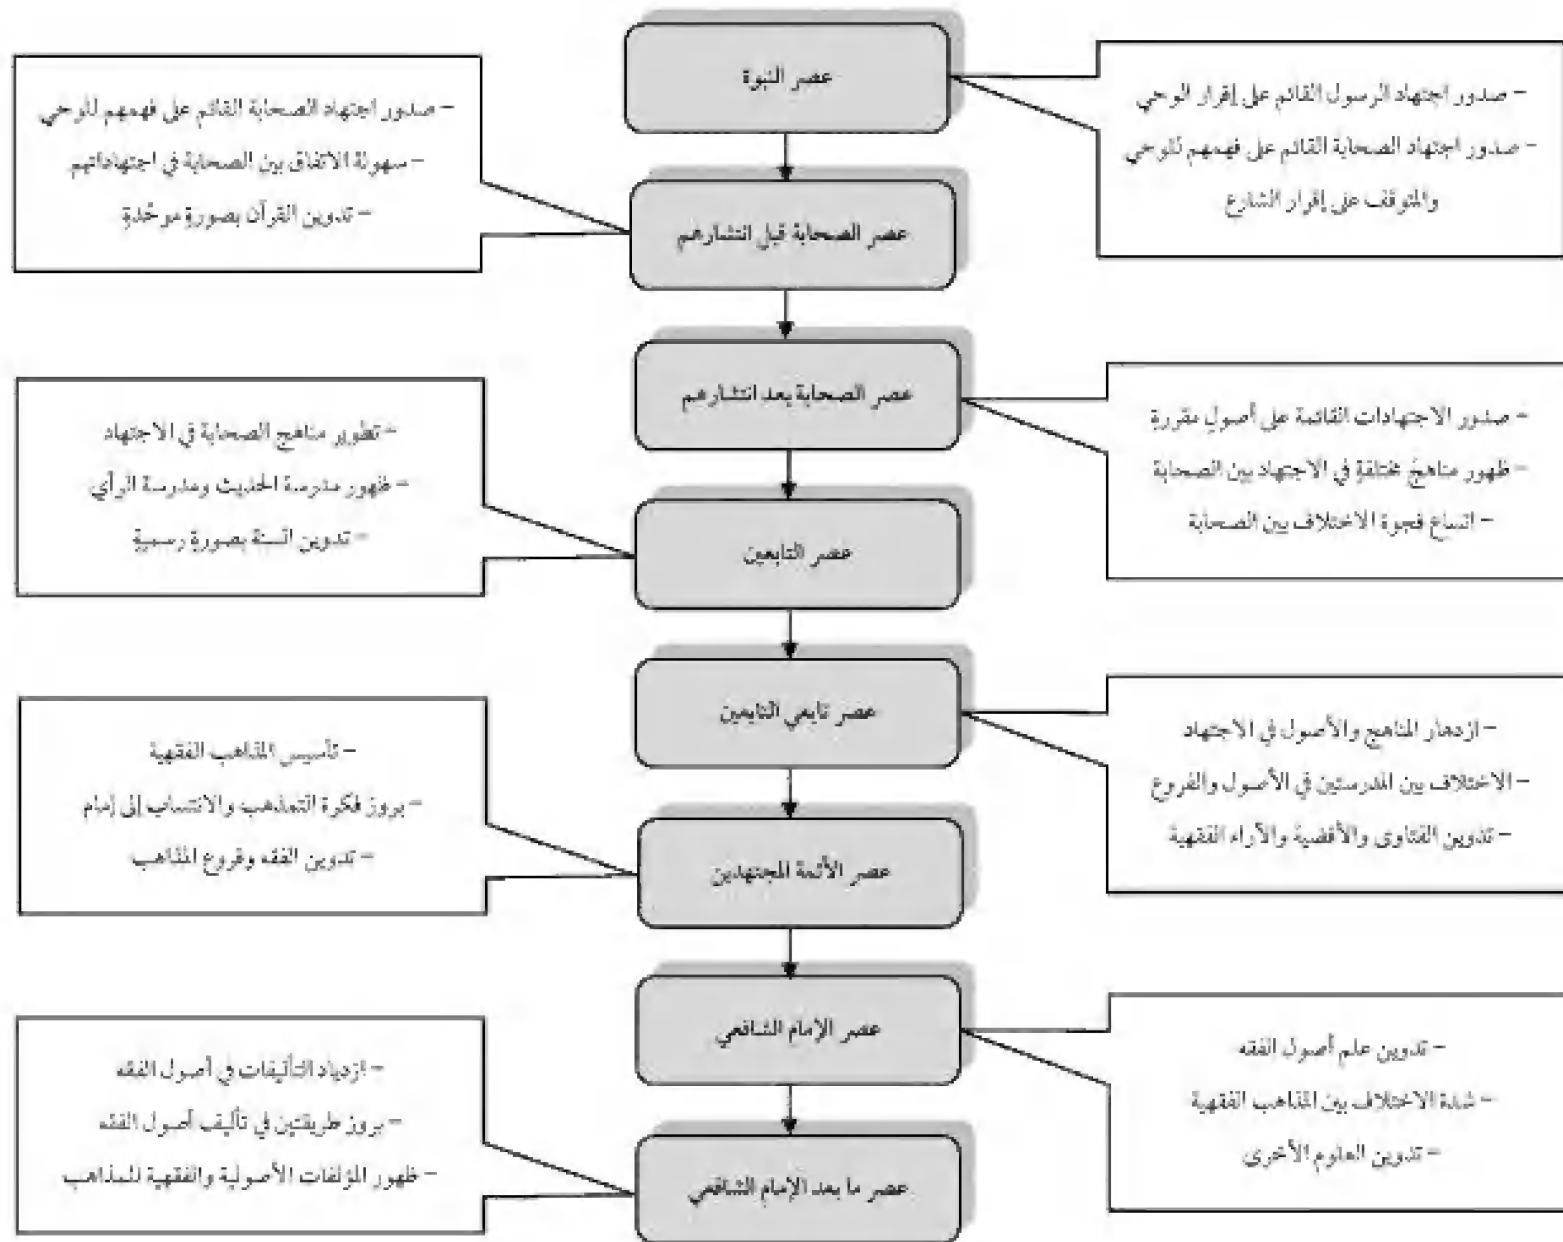 عصر النبوة
- صدور اجتهاد الرسول القائم على إقرار الوحي
- صدور اجتهاد الصحابة القائم على فهمهم للوحي
والمتوقف على إقرار الشارع
عصر الصحابة قبل انتشارهم
- صدور اجتهاد الصحابة القائم على فهمهم للوحي
- سهولة الاتفاق بين الصحابة في اجتهاداتهم
- تدوين القرآن بصورةٍ موحَّدةٍ
عصر الصحابة بعد انتشارهم
- صدور الاجتهادات القائمة على أصولٍ مقررةٍ
- ظهور مناهجَ مختلفةٍ في الاجتهاد بين الصحابة
- اتساع فجوة الاختلاف بين الصحابة
عصر التابعين
- تطوير مناهج الصحابة في الاجتهاد
- ظهور مدرسة الحديث ومدرسة الرأي
- تدوين السنة بصورةٍ رسميةٍ
عصر تابعي التابعين
- ازدهار المناهج والأصول في الاجتهاد
- الاختلاف بين المدرستين في الأصول والفروع
- تدوين الفتاوى والأقضية والآراء الفقهية
عصر الأئمة المجتهدين
- تأسيس المذاهب الفقهية
- بروز فكرة التمذهب والانتساب إلى إمام
- تدوين الفقه وفروع المذاهب
عصر الإمام الشافعي
- تدوين علم أصول الفقه
- شدة الاختلاف بين المذاهب الفقهية
- تدوين العلوم الأخرى
عصر ما بعد الإمام الشافعي
- ازدياد التأليفات في أصول الفقه
- بروز طريقتين في تأليف أصول الفقه
- ظهور المؤلفات الأصولية والفقهية للمذاهب